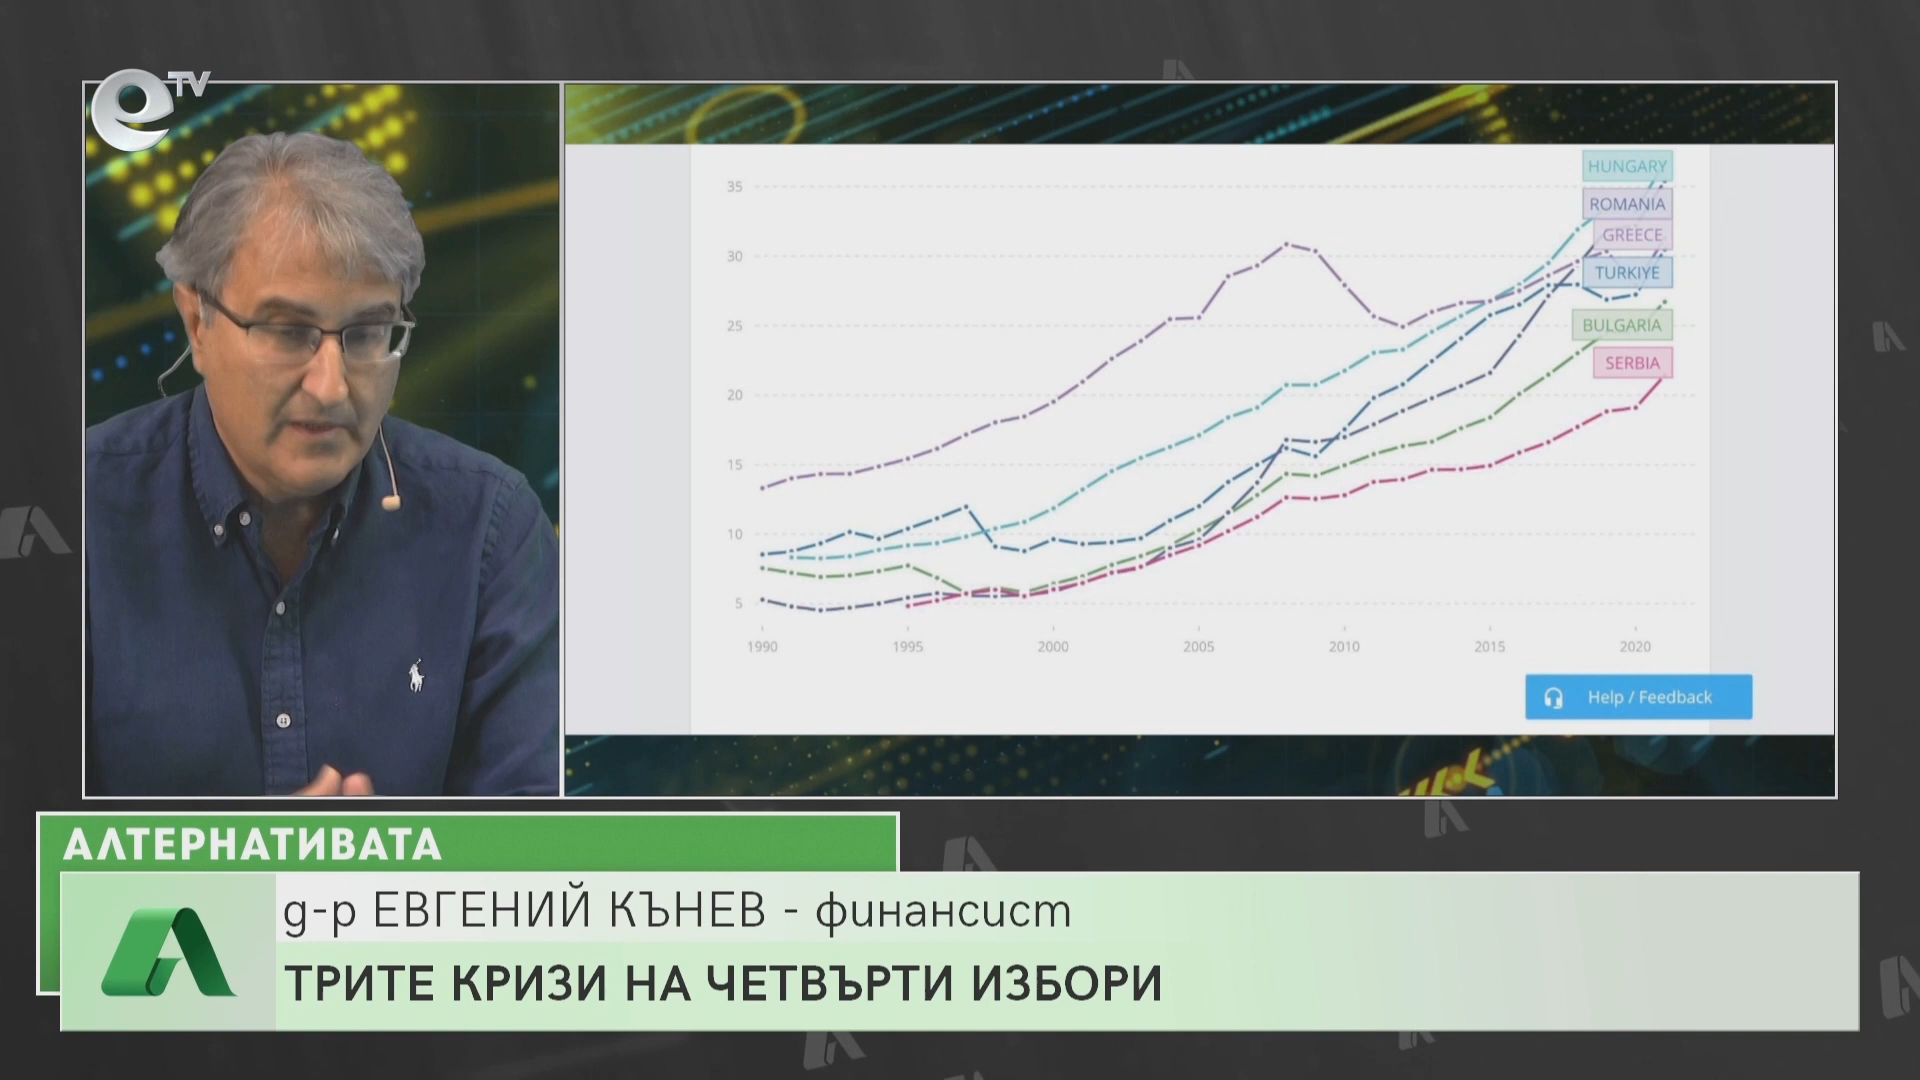 eTV
HUNGARY
ROMANIA
GREECE
TURKIYE
BULGARIA
SERBIA
35
30
25
20
15
10
5
1990 1995 2000 2005 2010 2015 2020
Help / Feedback
АЛТЕРНАТИВАТА
д-р ЕВГЕНИЙ КЪНЕВ - финансист
ТРИТЕ КРИЗИ НА ЧЕТВЪРТИ ИЗБОРИ